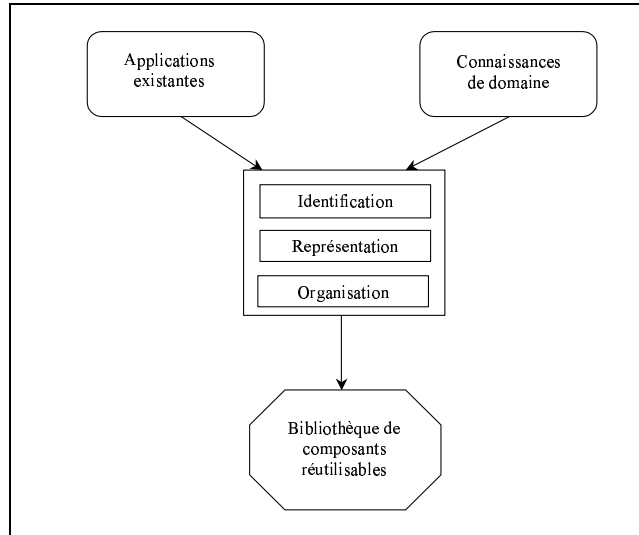 Applications
existantes
Connaissances
de domaine
Identification
Représentation
Organisation
Bibliothèque de
composants
réutilisables